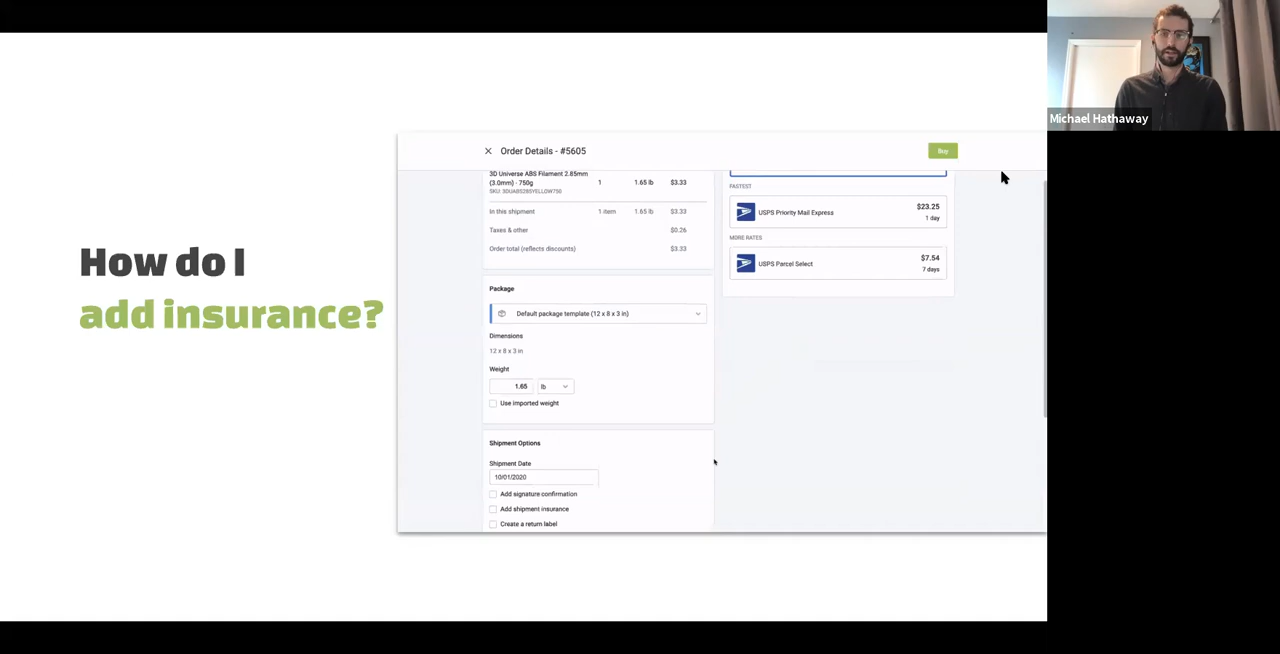 Michael Hathaway
How do I
add insurance?
Order Details - #5605
Buy
3D Universe ABS Filament 2.85mm
(3.0mm) - 750g
1
1.65 lb
$3.33
SKU: 3DUABS285YELLOW750
In this shipment
1 item
1.65 lb
$3.33
Taxes & other
$0.26
Order total (reflects discounts)
$3.33
Package
Default package template (12 x 8 x 3 in)
Dimensions
12 x 8 x 3 in
Weight
1.65
lb
Use imported weight
Shipment Options
Shipment Date
10/01/2020
Add signature confirmation
Add shipment insurance
Create a return label
FASTEST
USPS Priority Mail Express
$23.25
1 day
MORE RATES
USPS Parcel Select
$7.54
7 days